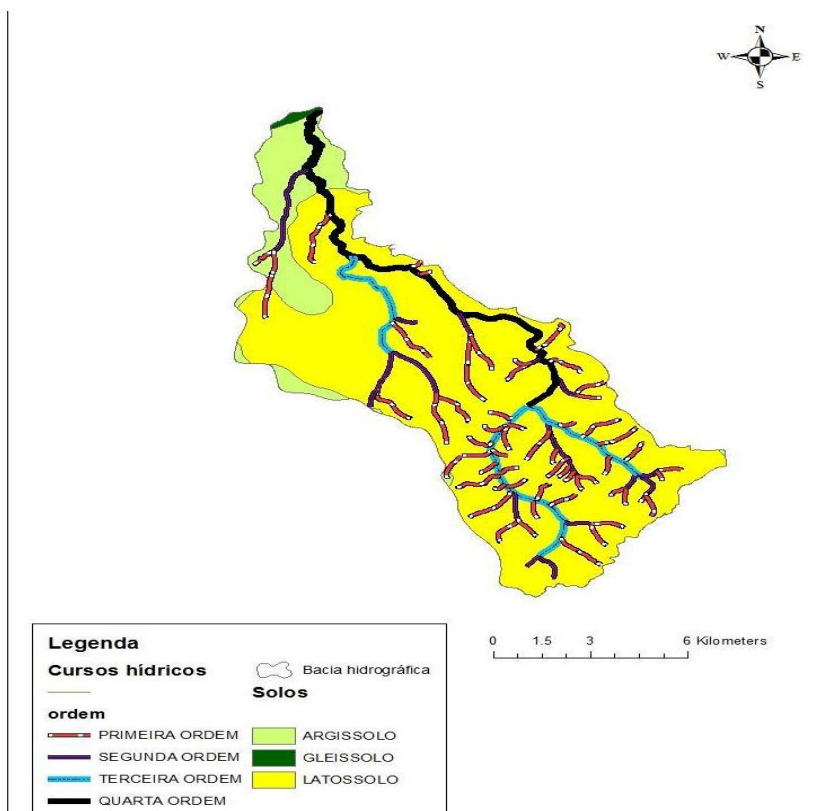 N
W E
S
0 1.5 3 6 Kilometers
Legenda
Cursos hídricos
ordem
PRIMEIRA ORDEM
SEGUNDA ORDEM
TERCEIRA ORDEM
QUARTA ORDEM
Bacia hidrográfica
Solos
ARGISSOLO
GLEISSOLO
LATOSSOLO